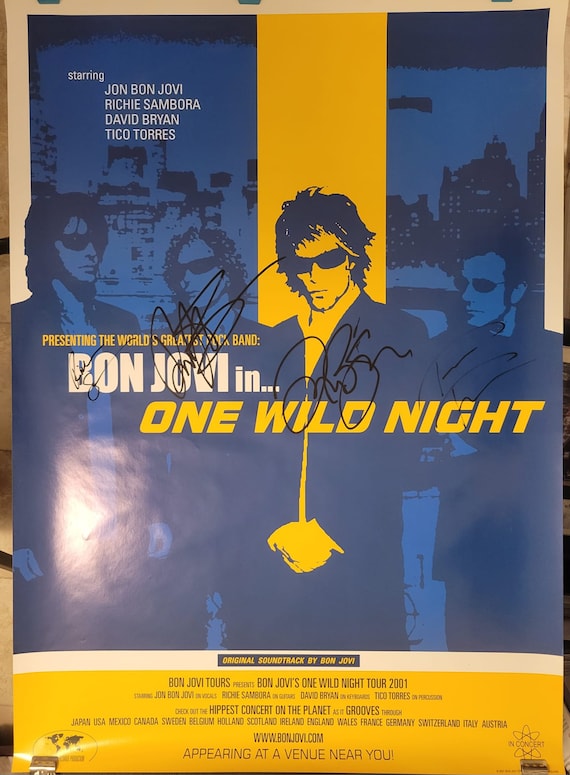 starring
JON BON JOVI
RICHIE SAMBORA
DAVID BRYAN
TICO TORRES
PRESENTING THE WORLD'S GREATEST ROCK BAND:
BON JOVI in...
ONE WILD NIGHT
ORIGINAL SOUNDTRACK BY BON JOVI
BON JOVI TOURS PRESENTS BON JOVI'S ONE WILD NIGHT TOUR 2001
STARRING JON BON JOVI ON VOCALS RICHIE SAMBORA ON GUITARS DAVID BRYAN ON KEYBOARDS TICO TORRES ON PERCUSSION
CHECK OUT THE HIPPEST CONCERT ON THE PLANET AS IT GROOVES THROUGH
JAPAN USA MEXICO CANADA SWEDEN BELGIUM HOLLAND SCOTLAND IRELAND ENGLAND WALES FRANCE GERMANY SWITZERLAND ITALY AUSTRIA
WWW.BONJOVI.COM
APPEARING AT A VENUE NEAR YOU!
IN CONCERT